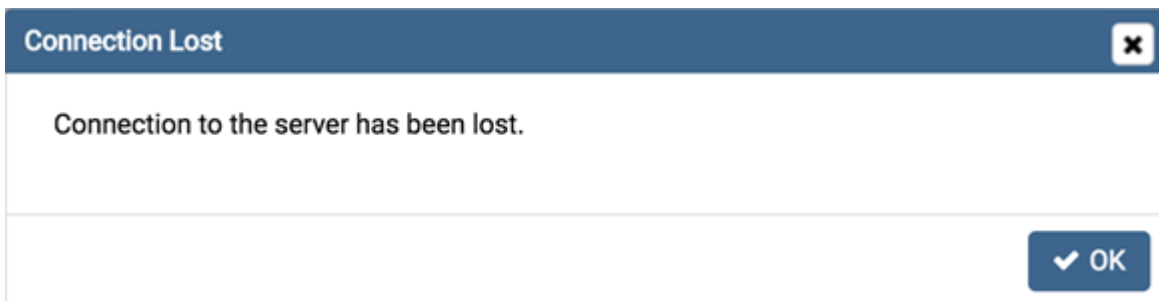 Connection Lost
Connection to the server has been lost.
OK